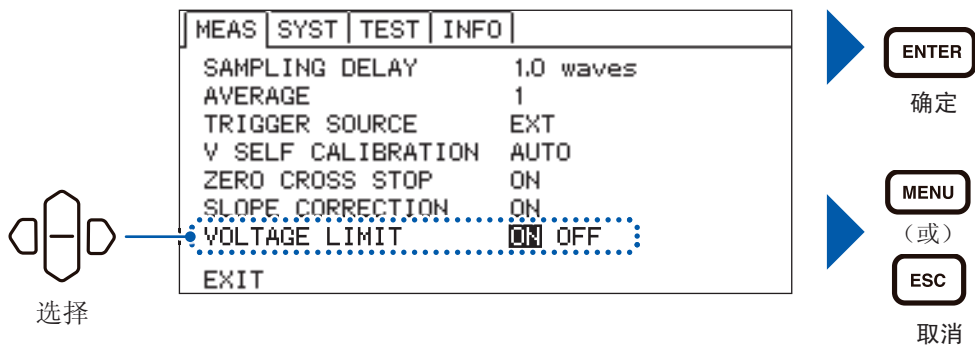 MEAS SYST TEST INFO
SAMPLING DELAY 1.0 waves
AVERAGE 1
TRIGGER SOURCE EXT
V SELF CALIBRATION AUTO
ZERO CROSS STOP ON
SLOPE CORRECTION ON
VOLTAGE LIMIT ON OFF
EXIT
选择
ENTER
确定
MENU
（或）
ESC
取消